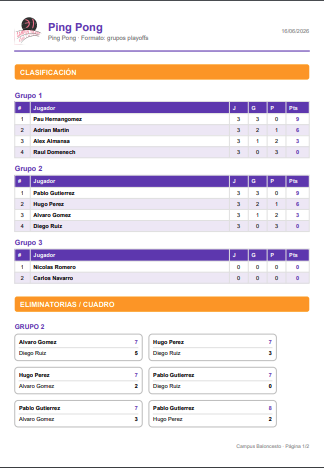 Ping Pong
Ping Pong · Formato: grupos playoffs
16/06/2026
CLASIFICACIÓN
Grupo 1
# Jugador J G P Pts
1 Pau Hernangomez 3 3 0 9
2 Adrian Martin 3 2 1 6
3 Alex Almansa 3 1 2 3
4 Raul Domenech 3 0 3 0
Grupo 2
# Jugador J G P Pts
1 Pablo Gutierrez 3 3 0 9
2 Hugo Perez 3 2 1 6
3 Alvaro Gomez 3 1 2 3
4 Diego Ruiz 3 0 3 0
Grupo 3
# Jugador J G P Pts
1 Nicolas Romero 0 0 0 0
2 Carlos Navarro 0 0 0 0
ELIMINATORIAS / CUADRO
GRUPO 2
Alvaro Gomez 7
Diego Ruiz 5
Hugo Perez 7
Diego Ruiz 3
Hugo Perez 7
Alvaro Gomez 2
Pablo Gutierrez 7
Diego Ruiz 0
Pablo Gutierrez 7
Alvaro Gomez 3
Pablo Gutierrez 8
Hugo Perez 2
Campus Baloncesto · Página 1/2